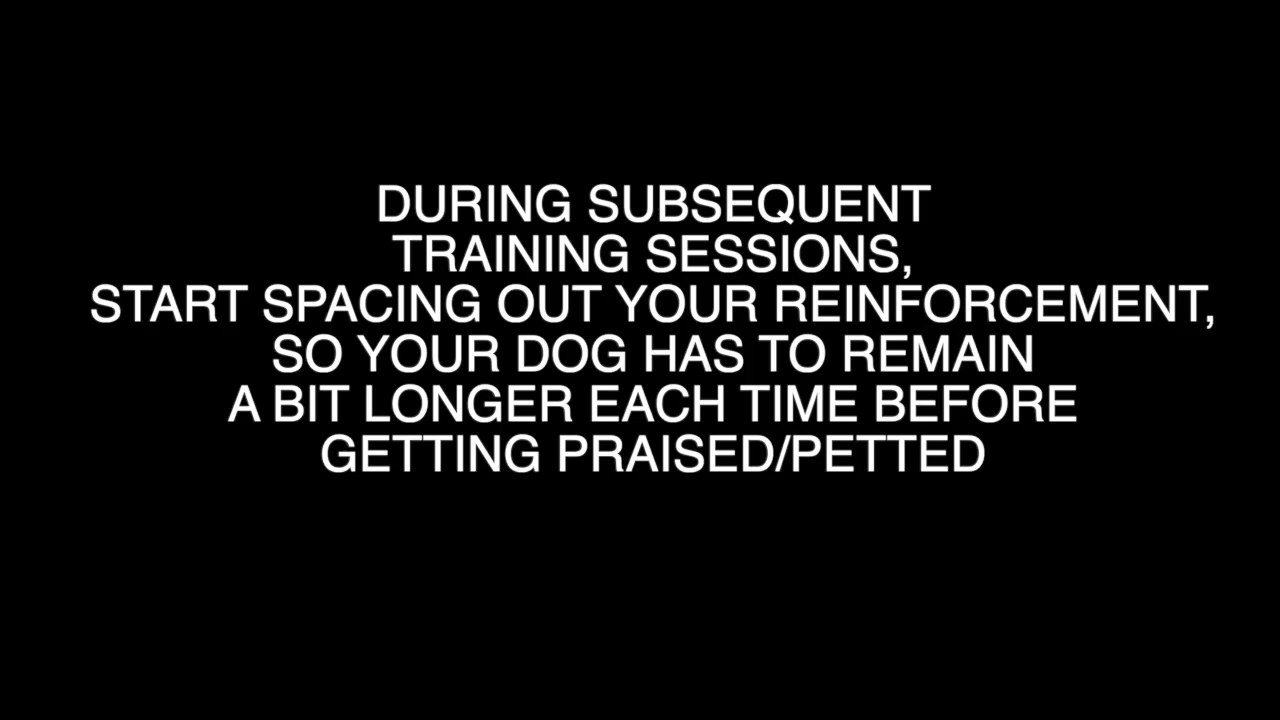 DURING SUBSEQUENT
TRAINING SESSIONS,
START SPACING OUT YOUR REINFORCEMENT,
SO YOUR DOG HAS TO REMAIN
A BIT LONGER EACH TIME BEFORE
GETTING PRAISED/PETTED